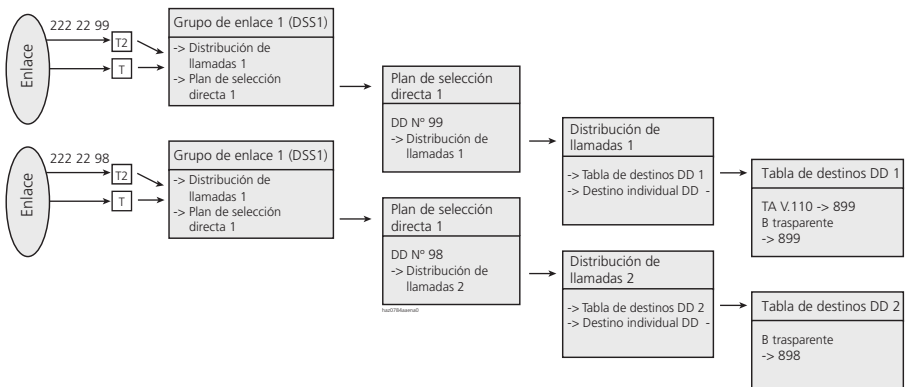 Enlace
222 22 99
T2
T
Grupo de enlace 1 (DSS1)
-> Distribución de
llamadas 1
-> Plan de selección
directa 1
Plan de selección
directa 1
DD Nº 99
-> Distribución de
llamadas 1
Distribución de
llamadas 1
-> Tabla de destinos DD 1
-> Destino individual DD -
Tabla de destinos DD 1
TA V.110 -> 899
B trasparente
-> 899
Enlace
222 22 98
T2
T
Grupo de enlace 1 (DSS1)
-> Distribución de
llamadas 1
-> Plan de selección
directa 1
Plan de selección
directa 1
DD Nº 98
-> Distribución de
llamadas 2
Distribución de
llamadas 2
-> Tabla de destinos DD 2
-> Destino individual DD -
Tabla de destinos DD 2
B trasparente
-> 898